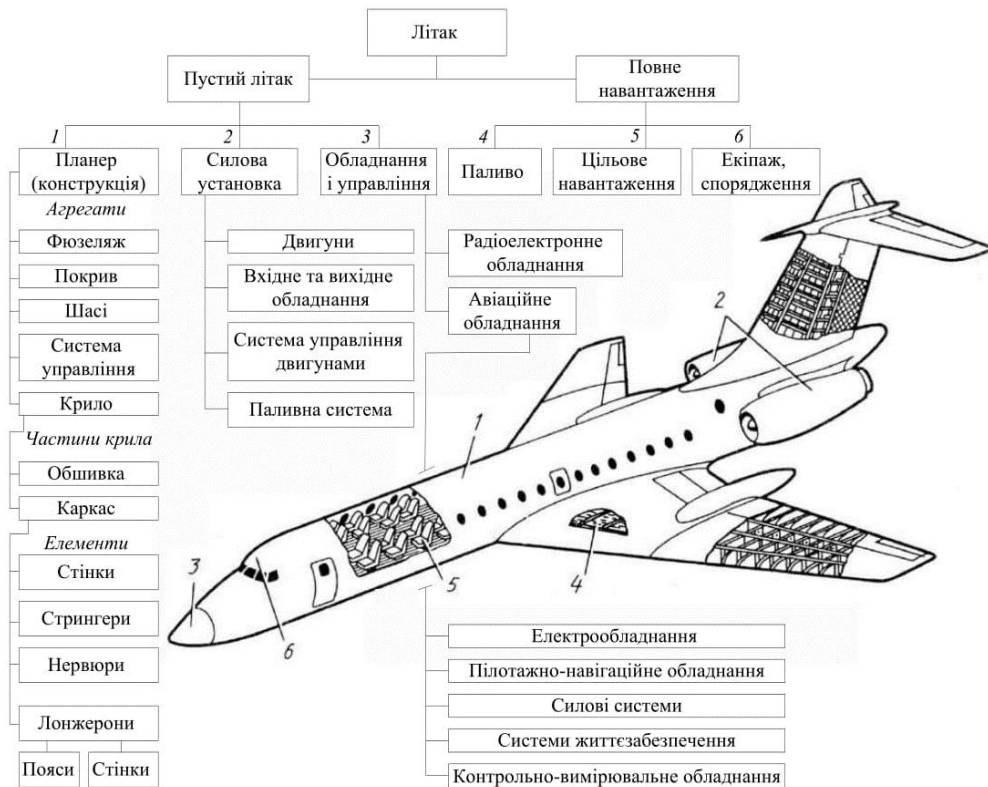 Літак
Пустий літак
Повне
навантаження
1
2
3
4
5
6
Планер
(конструкція)
Силова
установка
Обладнання
і управління
Паливо
Цільове
навантаження
Екіпаж,
спорядження
Агрегати
Фюзеляж
Покрив
Шасі
Система
управління
Крило
Частини крила
Обшивка
Каркас
Елементи
Стінки
Стрингери
Нервюри
Лонжерони
Пояси
Стінки
Двигуни
Вхідне та вихідне
обладнання
Система управління
двигунами
Паливна система
Радіоелектронне
обладнання
Авіаційне
обладнання
2
1
3
5
4
6
Електрообладнання
Пілотажно-навігаційне обладнання
Силові системи
Системи життєзабезпечення
Контрольно-вимірювальне обладнання